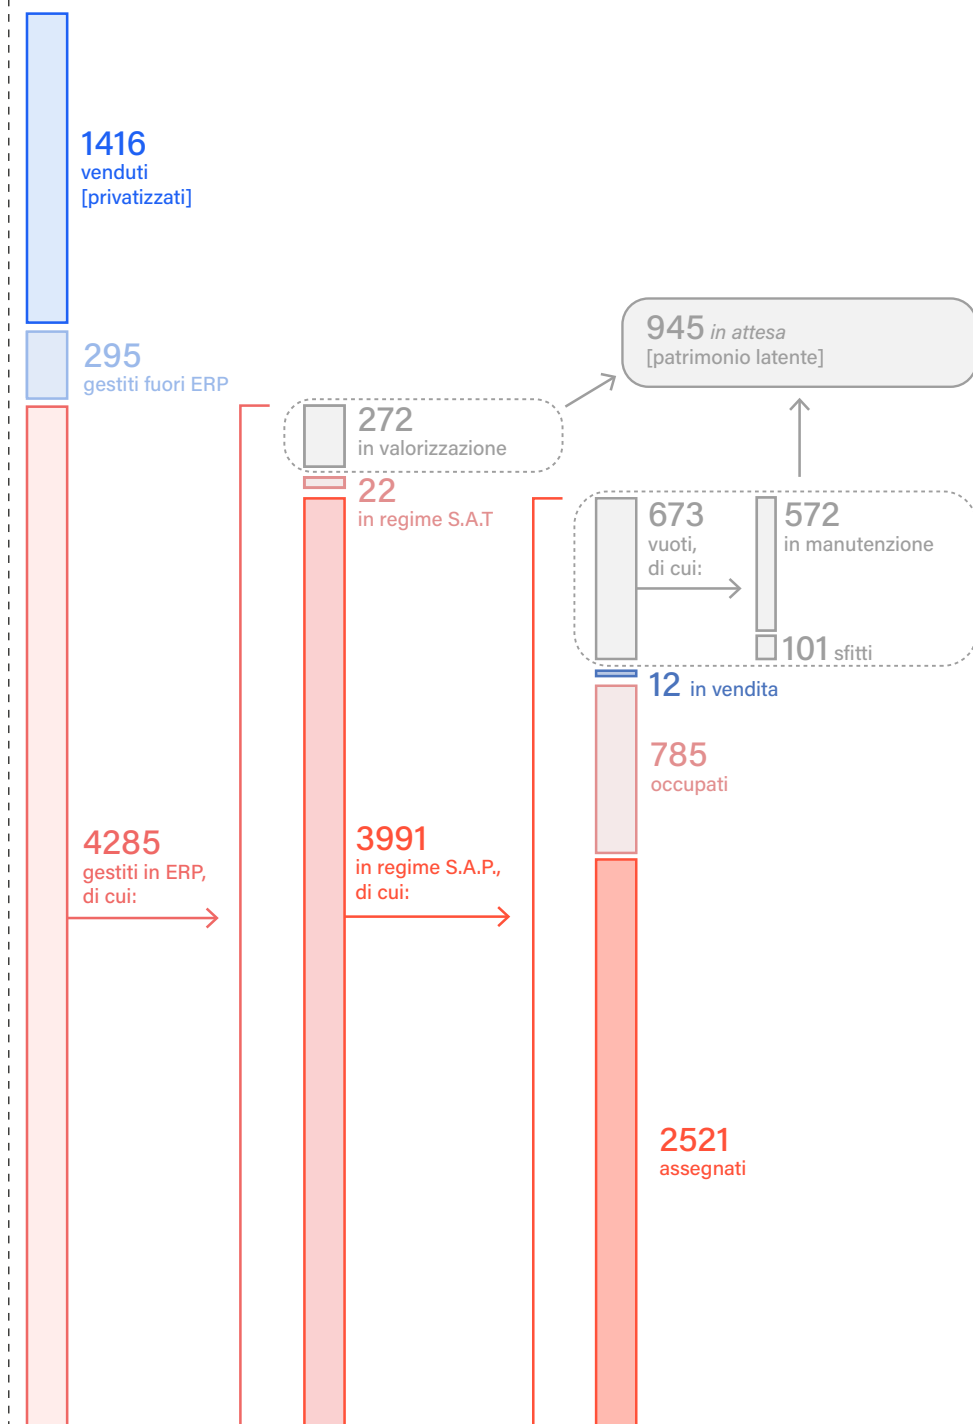 1416
venduti
[privatizzati]
295
gestiti fuori ERP
945 in attesa
[patrimonio latente]
272
in valorizzazione
22
in regime S.A.T
673
vuoti,
di cui:
572
in manutenzione
101 sfitti
12 in vendita
785
occupati
4285
gestiti in ERP,
di cui:
3991
in regime S.A.P.,
di cui:
2521
assegnati